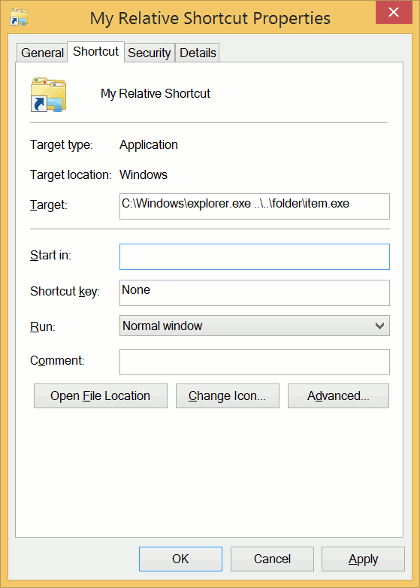 My Relative Shortcut Properties
General Shortcut Security Details
My Relative Shortcut
Target type: Application
Target location: Windows
Target: C:\Windows\explorer.exe ..\..\folder\item.exe
Start in:
Shortcut key: None
Run: Normal window
Comment:
Open File Location Change Icon... Advanced...
OK Cancel Apply